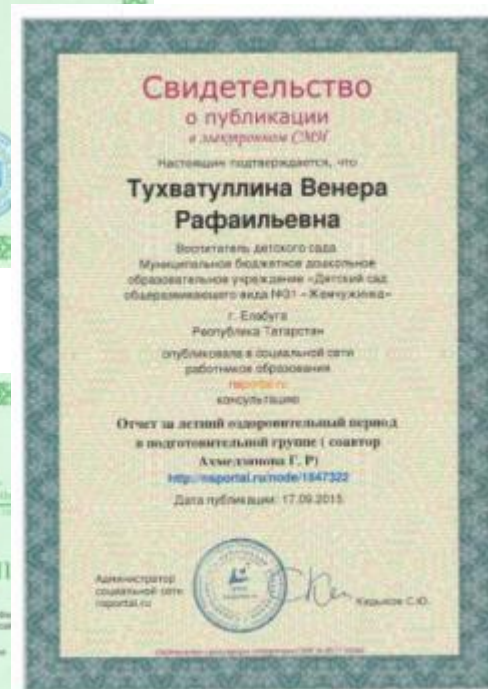 Свидетельство
о публикации
в электронном СМИ
Настоящим подтверждается, что
Тухватуллина Венера
Рафаильевна
Воспитатель детского сада
Муниципальное бюджетное дошкольное
образовательное учреждение «Детский сад
общеразвивающего вида №31 - Жемчужинка»
г. Елабуга
Республика Татарстан
опубликовала в социальной сети
работников образования
nsportal.ru
консультацию
Отчет за летний оздоровительный период
в подготовительной группе ( соавтор
Ахмедзянова Г. Р)
http://nsportal.ru/node/1847322
Дата публикации: 17.09.2015
Администратор
социальной сети
nsportal.ru
С.Ю.